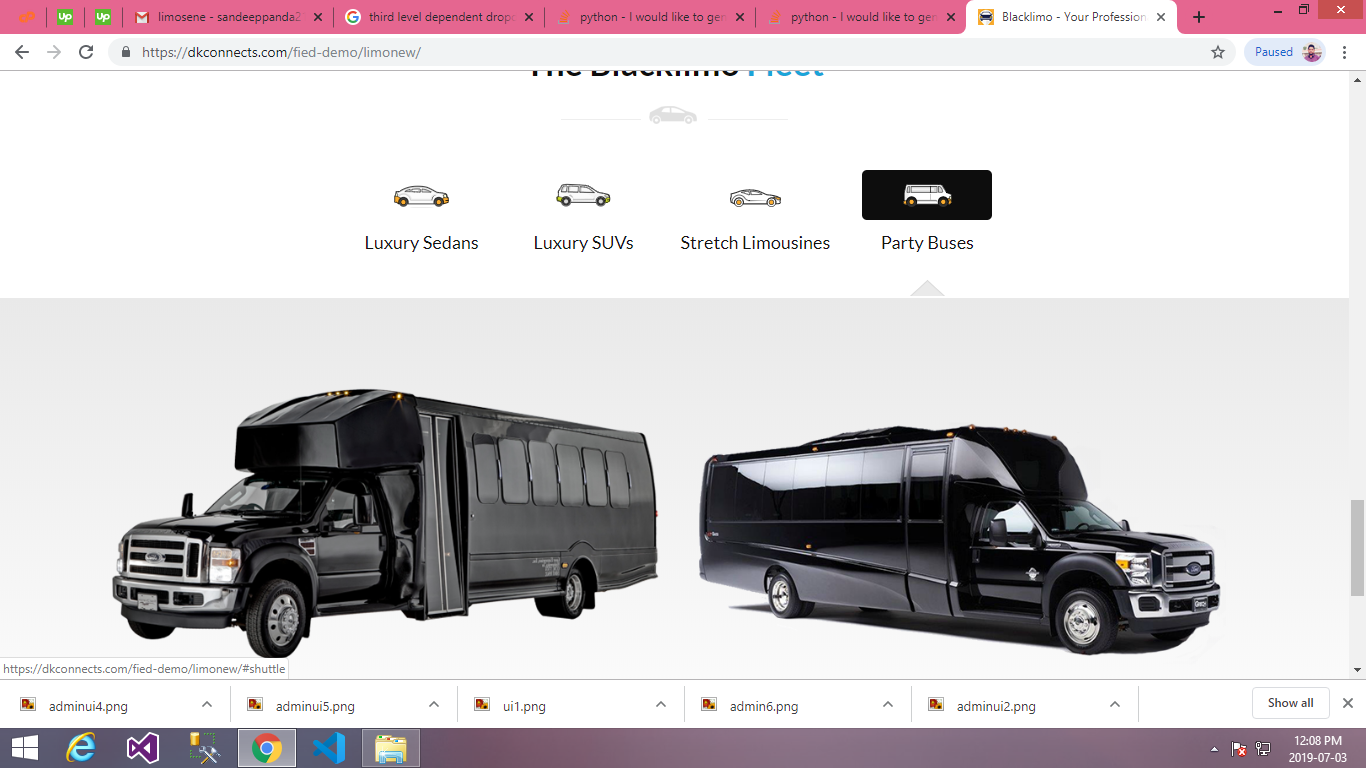 limosene - sandeeppanda2
third level dependent dropd
python - I would like to gen
python - I would like to gen
Blacklimo - Your Profession
https://dkconnects.com/fied-demo/limonew/
Paused
The Blacklimo Fleet
Luxury Sedans
Luxury SUVs
Stretch Limousines
Party Buses
https://dkconnects.com/fied-demo/limonew/#shuttle
adminui4.png
adminui5.png
ui1.png
admin6.png
adminui2.png
Show all
12:08 PM
2019-07-03